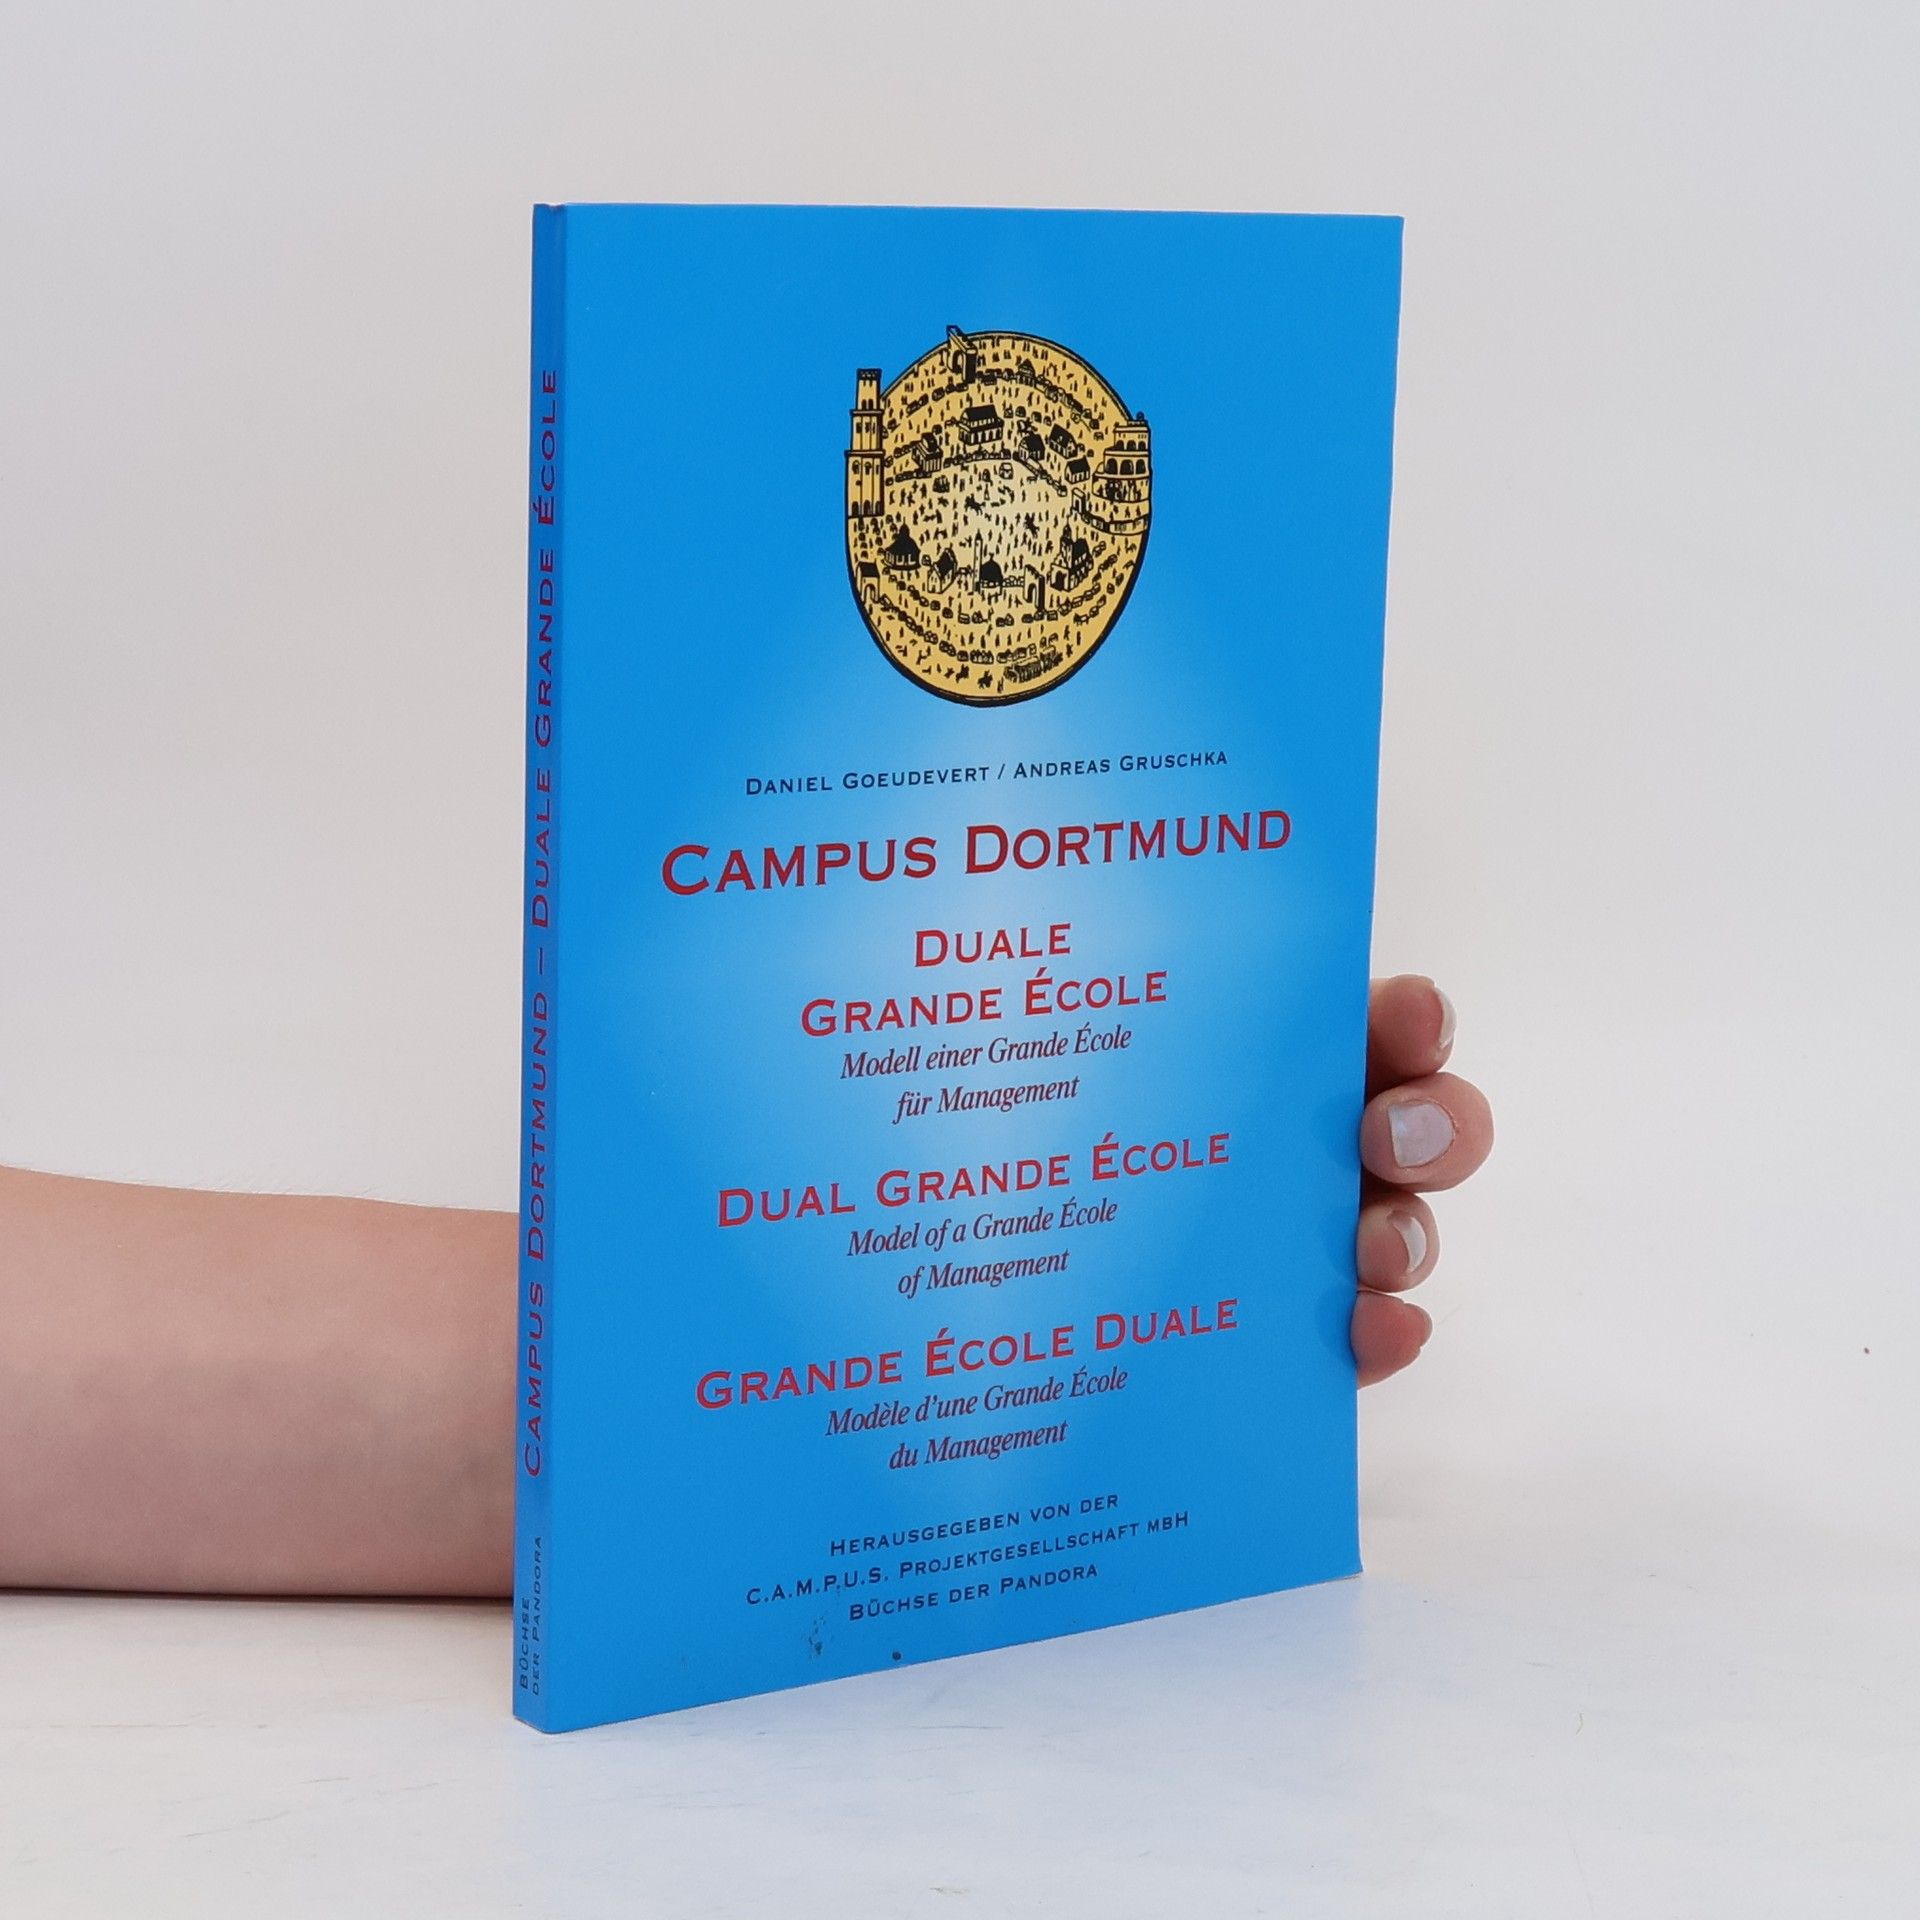 Daniel Goeudevert / Andreas Gruschka
Campus Dortmund
Duale
Grande École
Modell einer Grande École
für Management
Dual Grande École
Model of a Grande École
of Management
Grande École Duale
Modèle d'une Grande École
du Management
Herausgegeben von der
C.A.M.P.U.S. Projektgesellschaft mbH
Büchse der Pandora
Campus Dortmund – Duale Grande École
Büchse
der Pandora